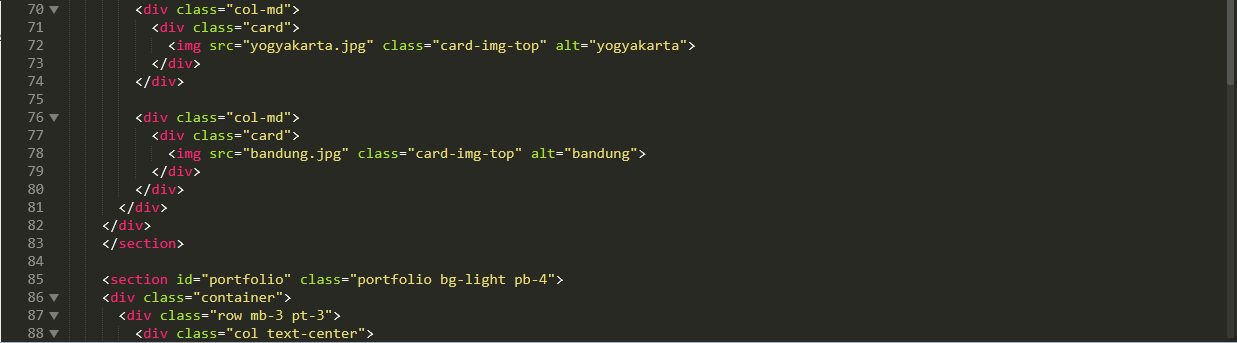 70 <div class="col-md">
71 <div class="card">
72 <img src="yogyakarta.jpg" class="card-img-top" alt="yogyakarta">
73 </div>
74 </div>
75
76 <div class="col-md">
77 <div class="card">
78 <img src="bandung.jpg" class="card-img-top" alt="bandung">
79 </div>
80 </div>
81 </div>
82 </div>
83 </section>
84
85 <section id="portfolio" class="portfolio bg-light pb-4">
86 <div class="container">
87 <div class="row mb-3 pt-3">
88 <div class="col text-center">